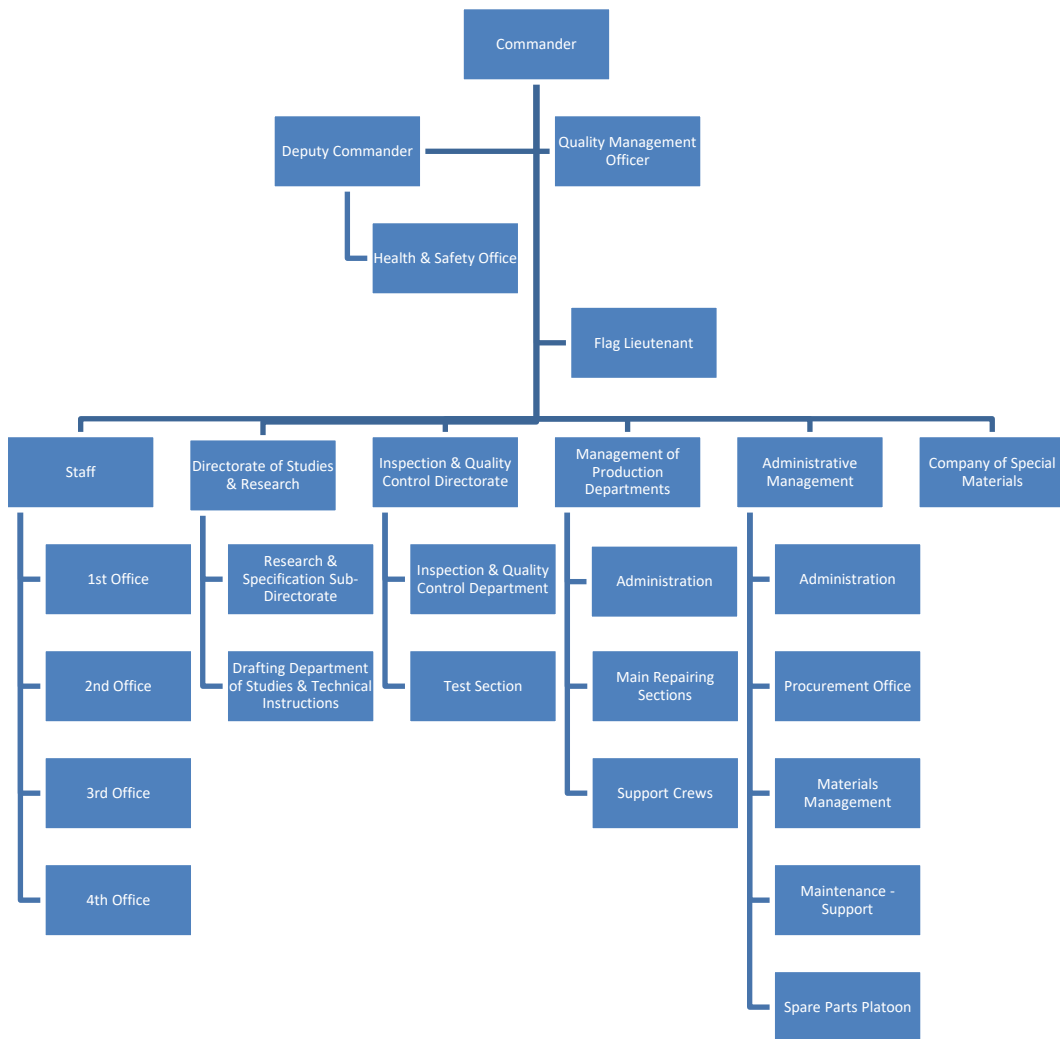 Commander
Deputy Commander
Quality Management
Officer
Health & Safety Office
Flag Lieutenant
Staff
Directorate of Studies
& Research
Inspection & Quality
Control Directorate
Management of
Production
Departments
Administrative
Management
Company of Special
Materials
1st Office
Research &
Specification Sub-
Directorate
Inspection & Quality
Control Department
Administration
Administration
2nd Office
Drafting Department
of Studies & Technical
Instructions
Test Section
Main Repairing
Sections
Procurement Office
3rd Office
Support Crews
Materials
Management
4th Office
Maintenance -
Support
Spare Parts Platoon